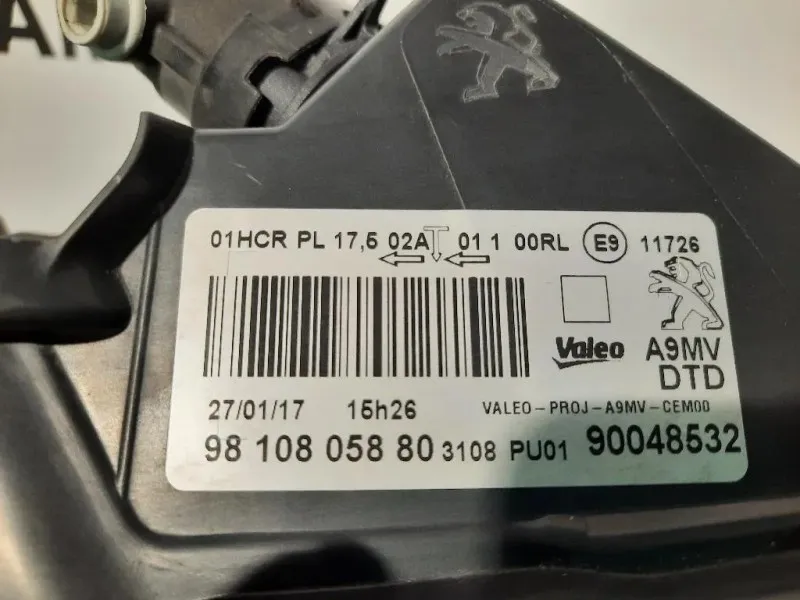 01HCR PL 17,5 02A 01 1 00RL E9 11726
Valeo A9MV
DTD
27/01/17 15h26 VALEO-PROJ-A9MV-CEM00
98 108 058 80 3108 PU01 90048532